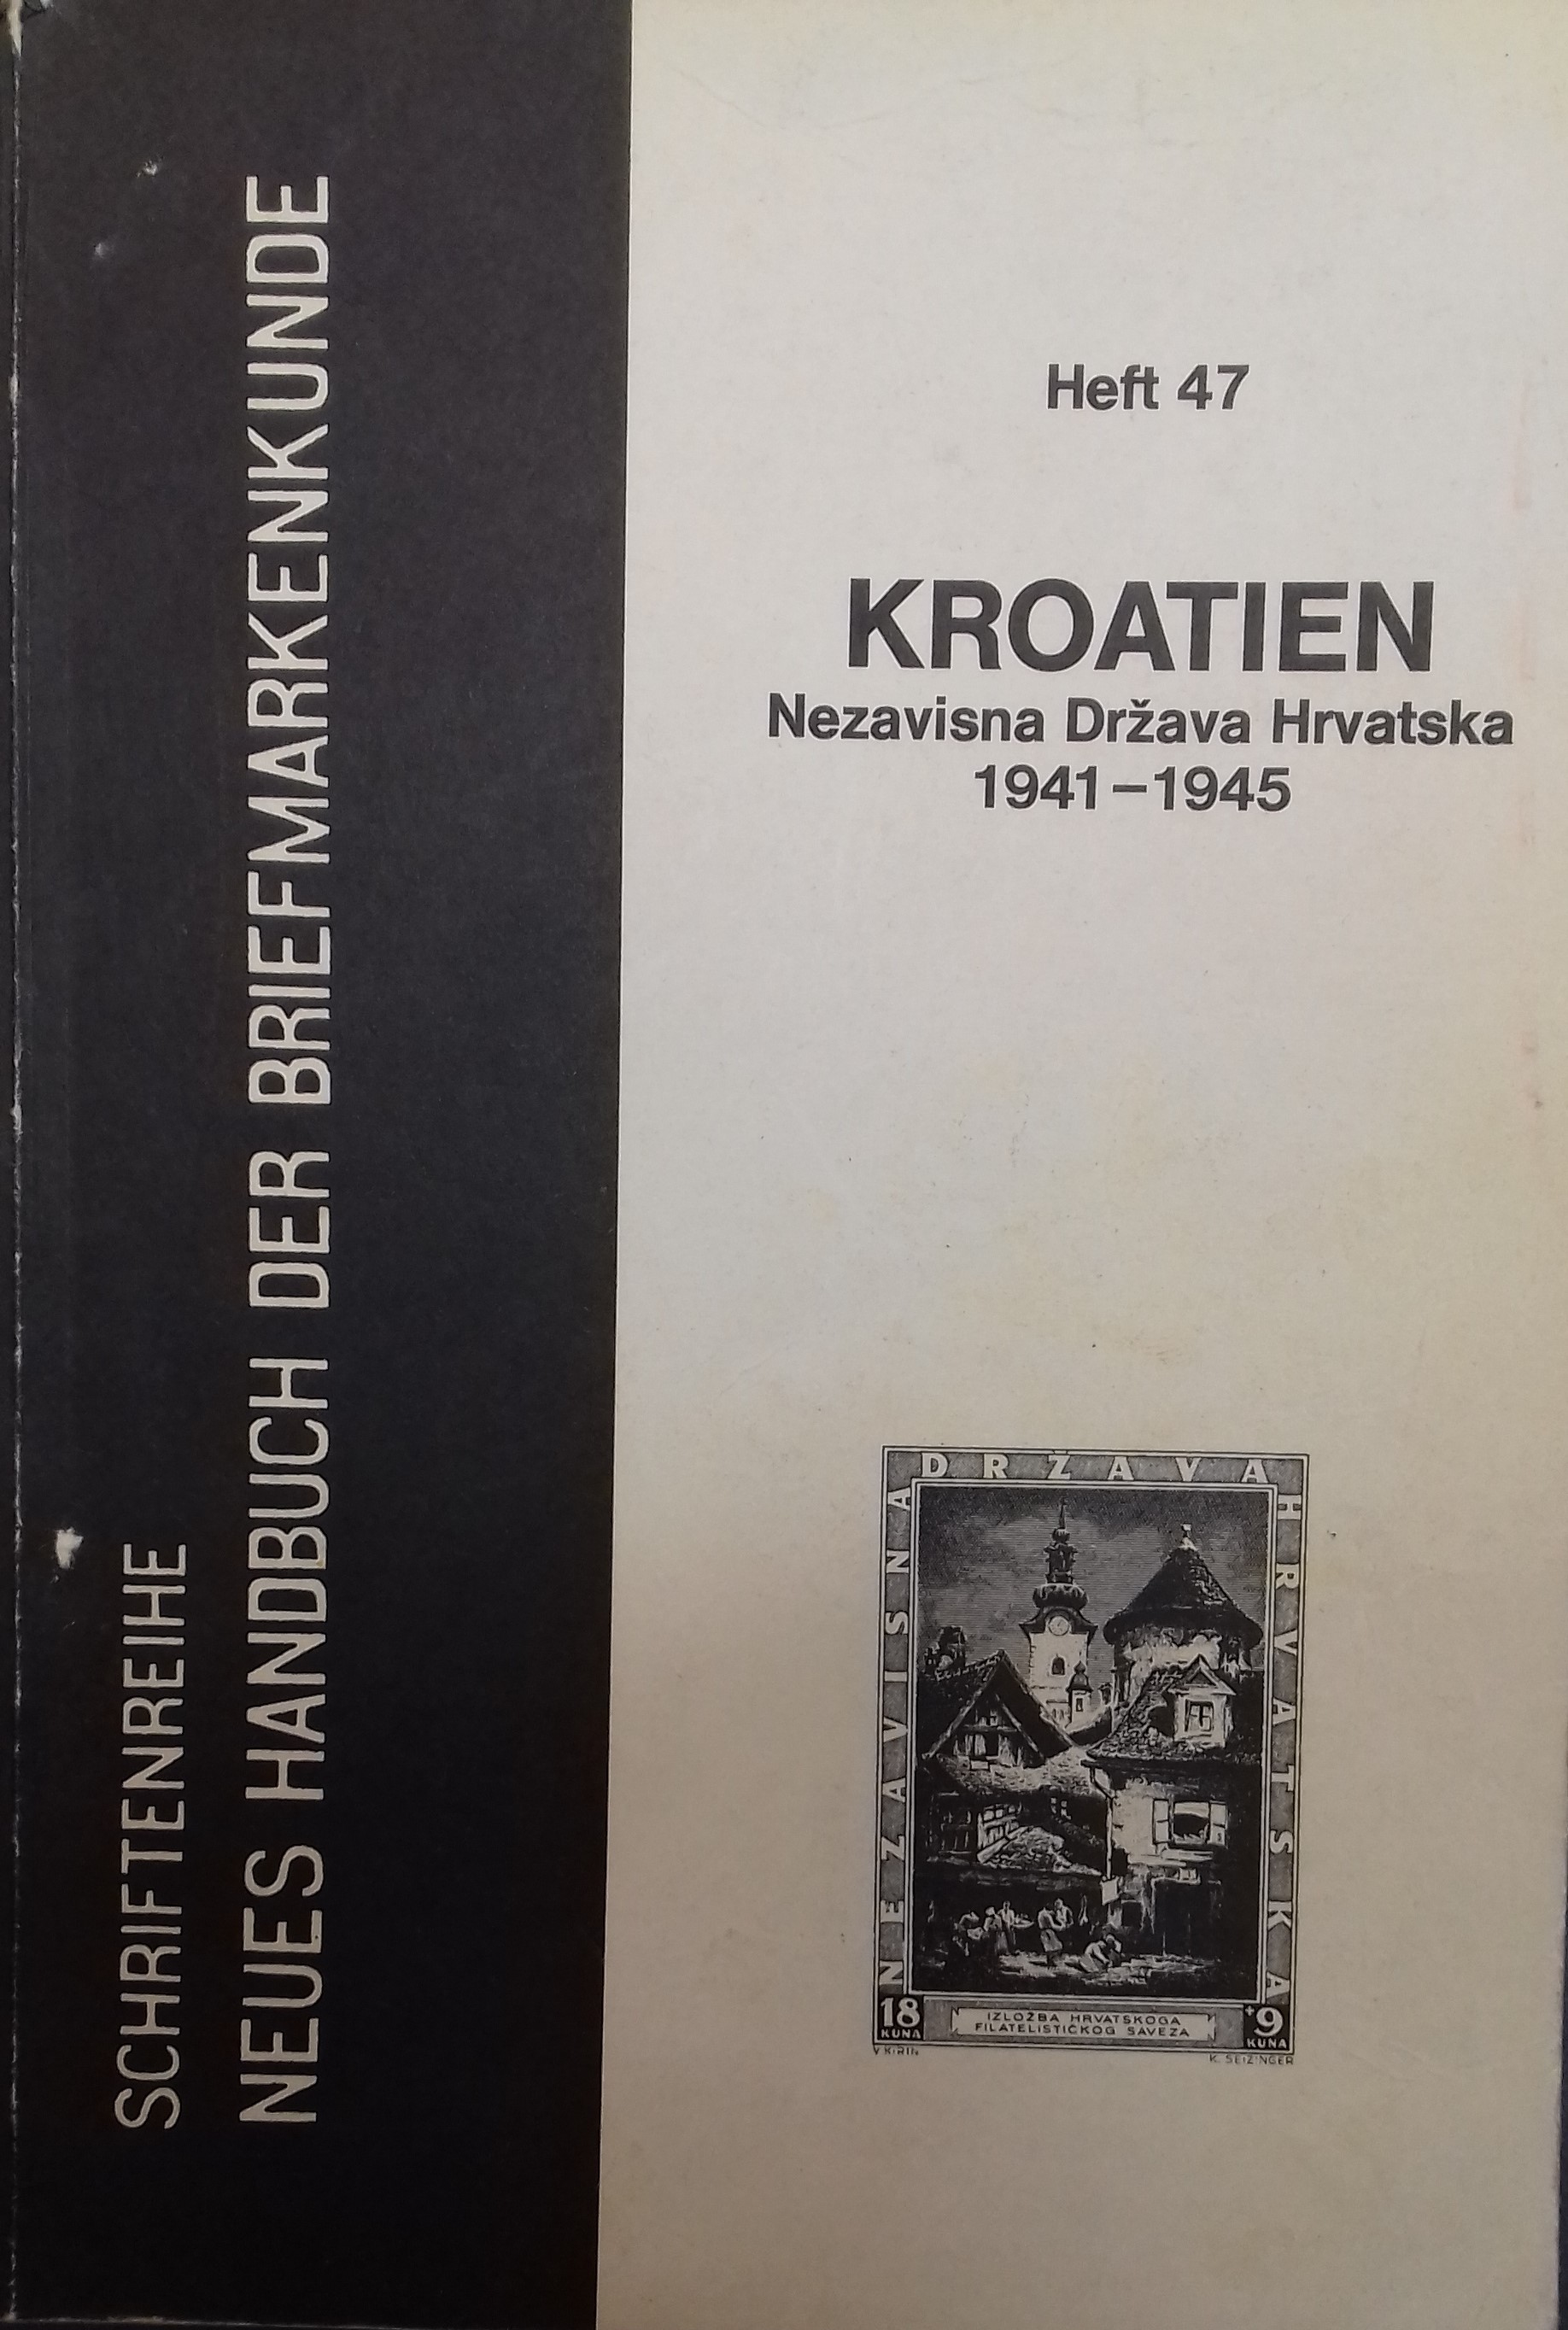 SCHRIFTENREIHE
NEUES HANDBUCH DER BRIEFMARKENKUNDE
Heft 47
KROATIEN
Nezavisna Država Hrvatska
1941–1945
NEZAVISNA
DRŽAVA
HRVATSKA
18
KUNA
IZLOŽBA HRVATSKOGA
FILATELISTIČKOG SAVEZA
+9
KUNA
V KIRIN
K. SEIZINGER